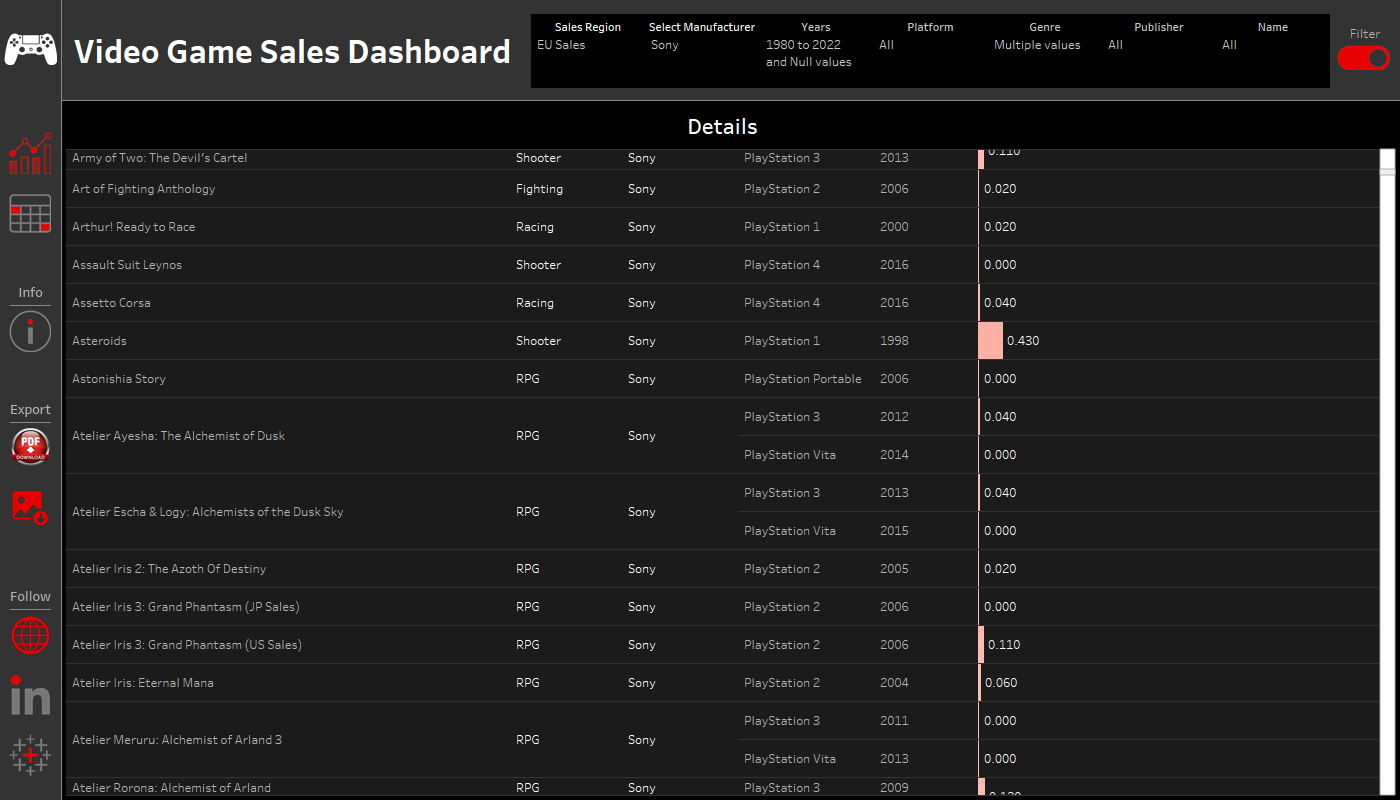 Video Game Sales Dashboard
Sales Region Select Manufacturer Years Platform Genre Publisher Name
EU Sales Sony 1980 to 2022 All Multiple values All All
and Null values
Filter
Details
Army of Two: The Devil's Cartel Shooter Sony PlayStation 3 2013 0.110
Art of Fighting Anthology Fighting Sony PlayStation 2 2006 0.020
Arthur! Ready to Race Racing Sony PlayStation 1 2000 0.020
Assault Suit Leynos Shooter Sony PlayStation 4 2016 0.000
Assetto Corsa Racing Sony PlayStation 4 2016 0.040
Asteroids Shooter Sony PlayStation 1 1998 0.430
Astonishia Story RPG Sony PlayStation Portable 2006 0.000
Atelier Ayesha: The Alchemist of Dusk RPG Sony PlayStation 3 2012 0.040
PlayStation Vita 2014 0.000
Atelier Escha & Logy: Alchemists of the Dusk Sky RPG Sony PlayStation 3 2013 0.040
PlayStation Vita 2015 0.000
Atelier Iris 2: The Azoth Of Destiny RPG Sony PlayStation 2 2005 0.020
Atelier Iris 3: Grand Phantasm (JP Sales) RPG Sony PlayStation 2 2006 0.000
Atelier Iris 3: Grand Phantasm (US Sales) RPG Sony PlayStation 2 2006 0.110
Atelier Iris: Eternal Mana RPG Sony PlayStation 2 2004 0.060
Atelier Meruru: Alchemist of Arland 3 RPG Sony PlayStation 3 2011 0.000
PlayStation Vita 2013 0.000
Atelier Rorona: Alchemist of Arland RPG Sony PlayStation 3 2009
Info
Export
PDF
DOWNLOAD
Follow
in